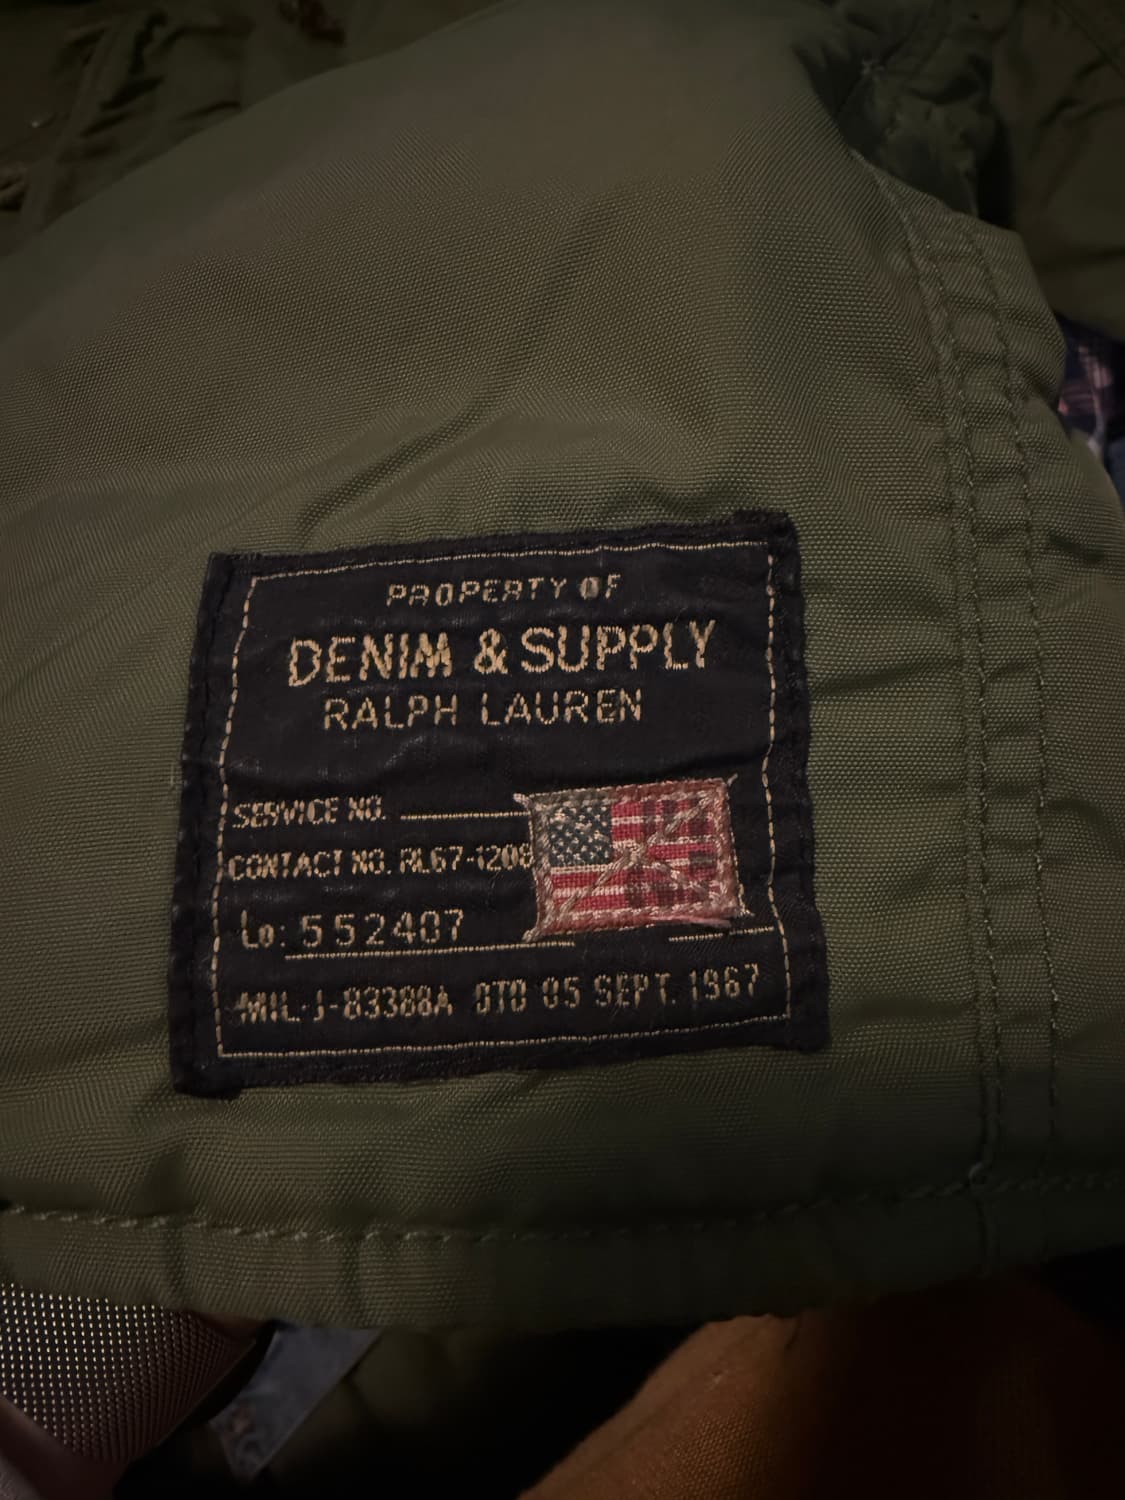 PROPERTY OF
DENIM & SUPPLY
RALPH LAUREN
SERVICE NO.
CONTACT NO. RL67-1208
Lo: 552407
MIL-J-83388A DTD 05 SEPT. 1967